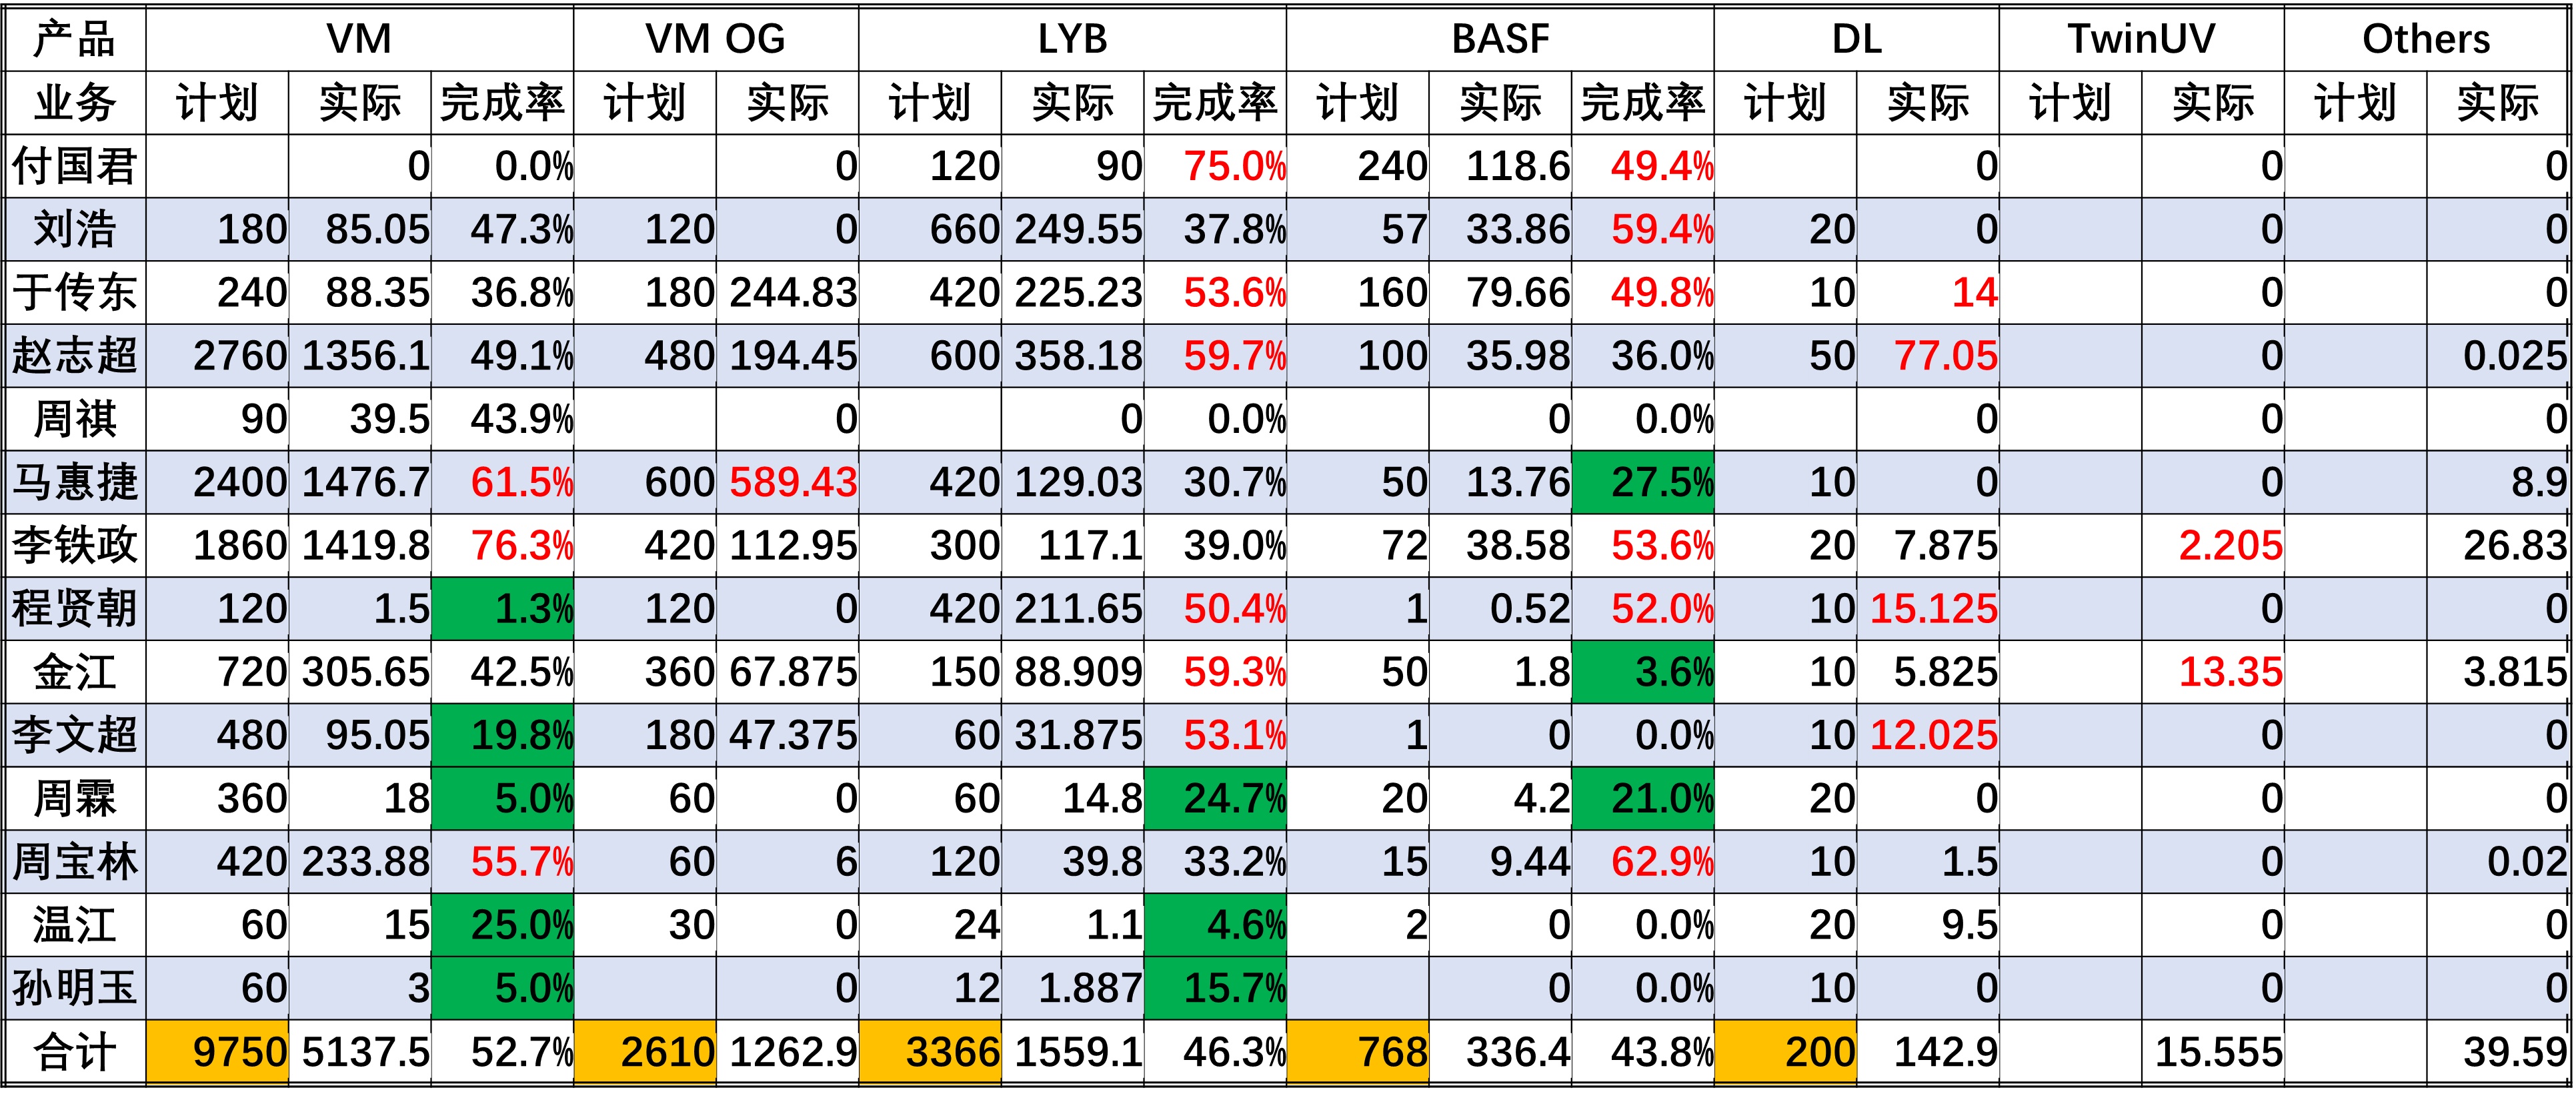 产品 VM VM OG LYB BASF DL TwinUV Others
业务 计划 实际 完成率 计划 实际 计划 实际 完成率 计划 实际 完成率 计划 实际 计划 实际 计划 实际
付国君 0 0.0% 0 120 90 75.0% 240 118.6 49.4% 0 0 0
刘浩 180 85.05 47.3% 120 0 660 249.55 37.8% 57 33.86 59.4% 20 0 0 0
于传东 240 88.35 36.8% 180 244.83 420 225.23 53.6% 160 79.66 49.8% 10 14 0 0
赵志超 2760 1356.1 49.1% 480 194.45 600 358.18 59.7% 100 35.98 36.0% 50 77.05 0 0.025
周祺 90 39.5 43.9% 0 0 0.0% 0 0.0% 0 0 0
马惠捷 2400 1476.7 61.5% 600 589.43 420 129.03 30.7% 50 13.76 27.5% 10 0 0 8.9
李铁政 1860 1419.8 76.3% 420 112.95 300 117.1 39.0% 72 38.58 53.6% 20 7.875 2.205 26.83
程贤朝 120 1.5 1.3% 120 0 420 211.65 50.4% 1 0.52 52.0% 10 15.125 0 0
金江 720 305.65 42.5% 360 67.875 150 88.909 59.3% 50 1.8 3.6% 10 5.825 13.35 3.815
李文超 480 95.05 19.8% 180 47.375 60 31.875 53.1% 1 0 0.0% 10 12.025 0 0
周霖 360 18 5.0% 60 0 60 14.8 24.7% 20 4.2 21.0% 20 0 0 0
周宝林 420 233.88 55.7% 60 6 120 39.8 33.2% 15 9.44 62.9% 10 1.5 0 0.02
温江 60 15 25.0% 30 0 24 1.1 4.6% 2 0 0.0% 20 9.5 0 0
孙明玉 60 3 5.0% 0 12 1.887 15.7% 0 0.0% 10 0 0 0
合计 9750 5137.5 52.7% 2610 1262.9 3366 1559.1 46.3% 768 336.4 43.8% 200 142.9 15.555 39.59